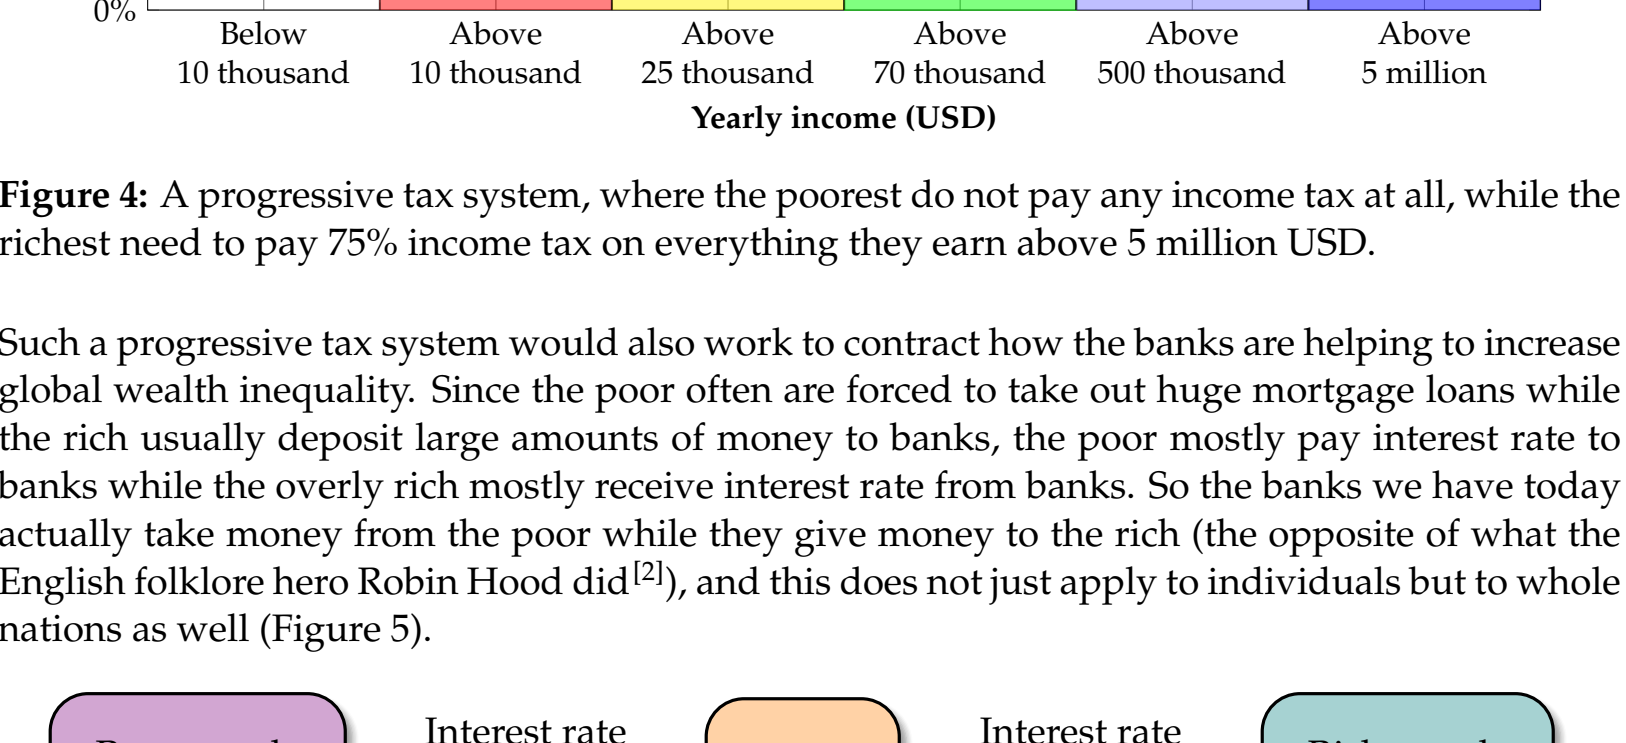 0%
Below Above Above Above Above Above
10 thousand 10 thousand 25 thousand 70 thousand 500 thousand 5 million
Yearly income (USD)
Figure 4: A progressive tax system, where the poorest do not pay any income tax at all, while the
richest need to pay 75% income tax on everything they earn above 5 million USD.
Such a progressive tax system would also work to contract how the banks are helping to increase
global wealth inequality. Since the poor often are forced to take out huge mortgage loans while
the rich usually deposit large amounts of money to banks, the poor mostly pay interest rate to
banks while the overly rich mostly receive interest rate from banks. So the banks we have today
actually take money from the poor while they give money to the rich (the opposite of what the
English folklore hero Robin Hood did[2]), and this does not just apply to individuals but to whole
nations as well (Figure 5).
Interest rate Interest rate